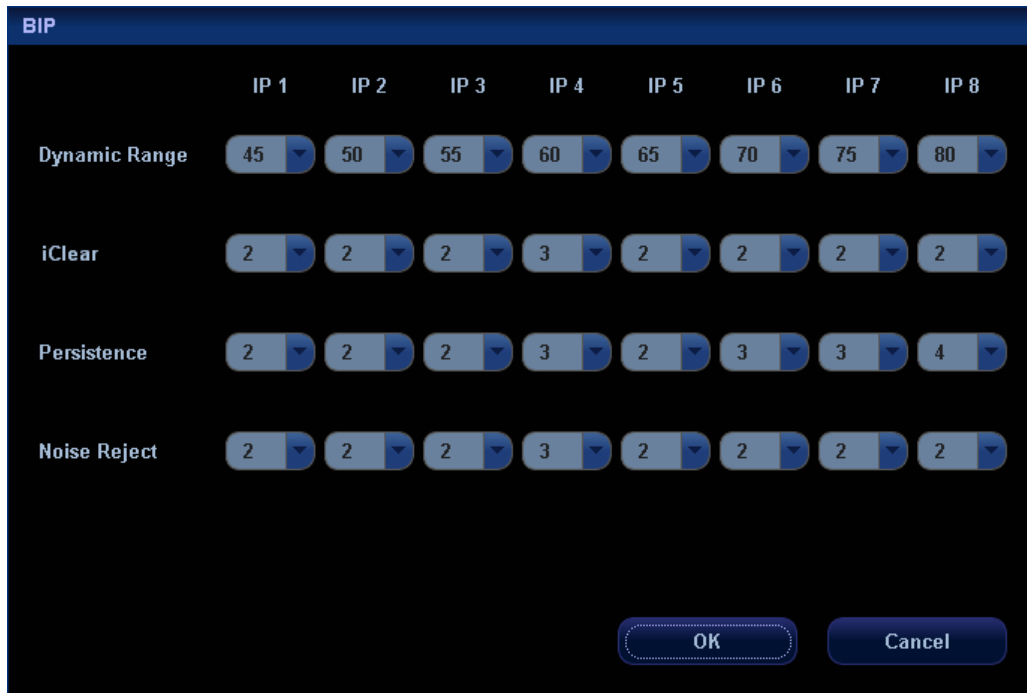 BIP
IP 1 IP 2 IP 3 IP 4 IP 5 IP 6 IP 7 IP 8
Dynamic Range 45 50 55 60 65 70 75 80
iClear 2 2 2 3 2 2 2 2
Persistence 2 2 2 3 2 3 3 4
Noise Reject 2 2 2 3 2 2 2 2
OK Cancel